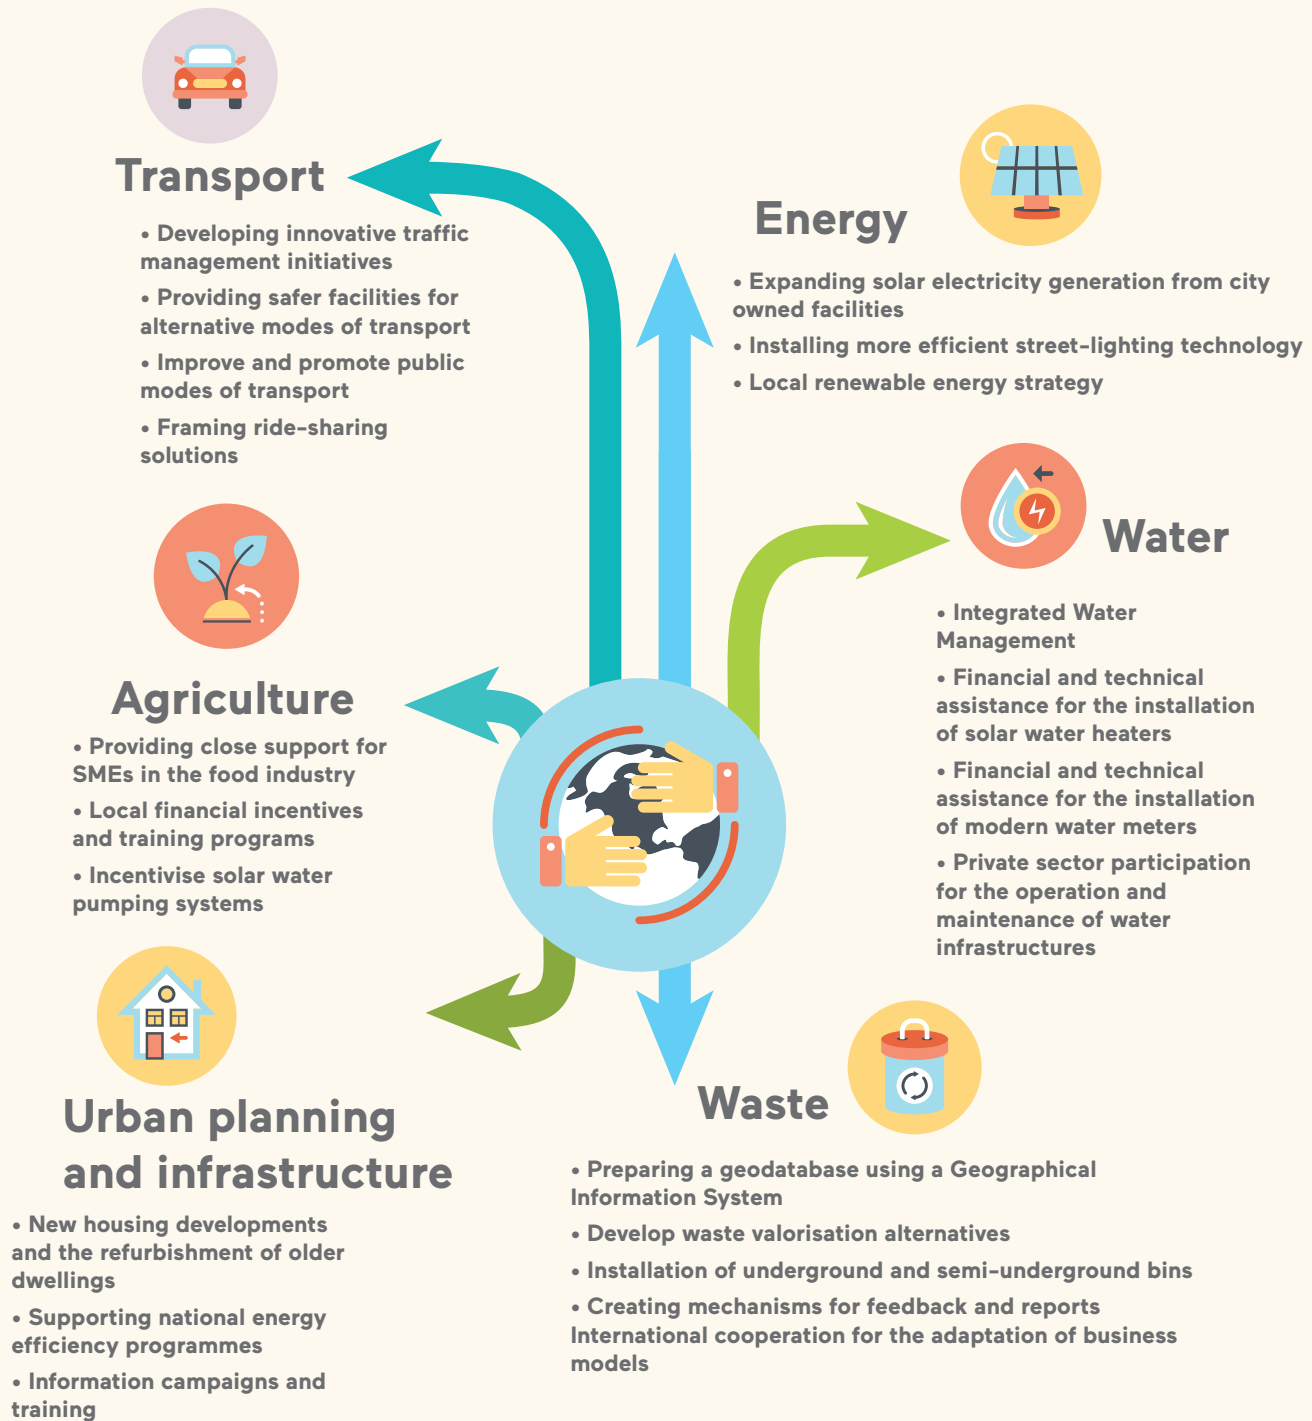 Transport
• Developing innovative traffic
management initiatives
• Providing safer facilities for
alternative modes of transport
• Improve and promote public
modes of transport
• Framing ride-sharing
solutions
Energy
• Expanding solar electricity generation from city
owned facilities
• Installing more efficient street-lighting technology
• Local renewable energy strategy
Water
• Integrated Water
Management
• Financial and technical
assistance for the installation
of solar water heaters
• Financial and technical
assistance for the installation
of modern water meters
• Private sector participation
for the operation and
maintenance of water
infrastructures
Agriculture
• Providing close support for
SMEs in the food industry
• Local financial incentives
and training programs
• Incentivise solar water
pumping systems
Urban planning
and infrastructure
• New housing developments
and the refurbishment of older
dwellings
• Supporting national energy
efficiency programmes
• Information campaigns and
training
Waste
• Preparing a geodatabase using a Geographical
Information System
• Develop waste valorisation alternatives
• Installation of underground and semi-underground bins
• Creating mechanisms for feedback and reports
International cooperation for the adaptation of business
models